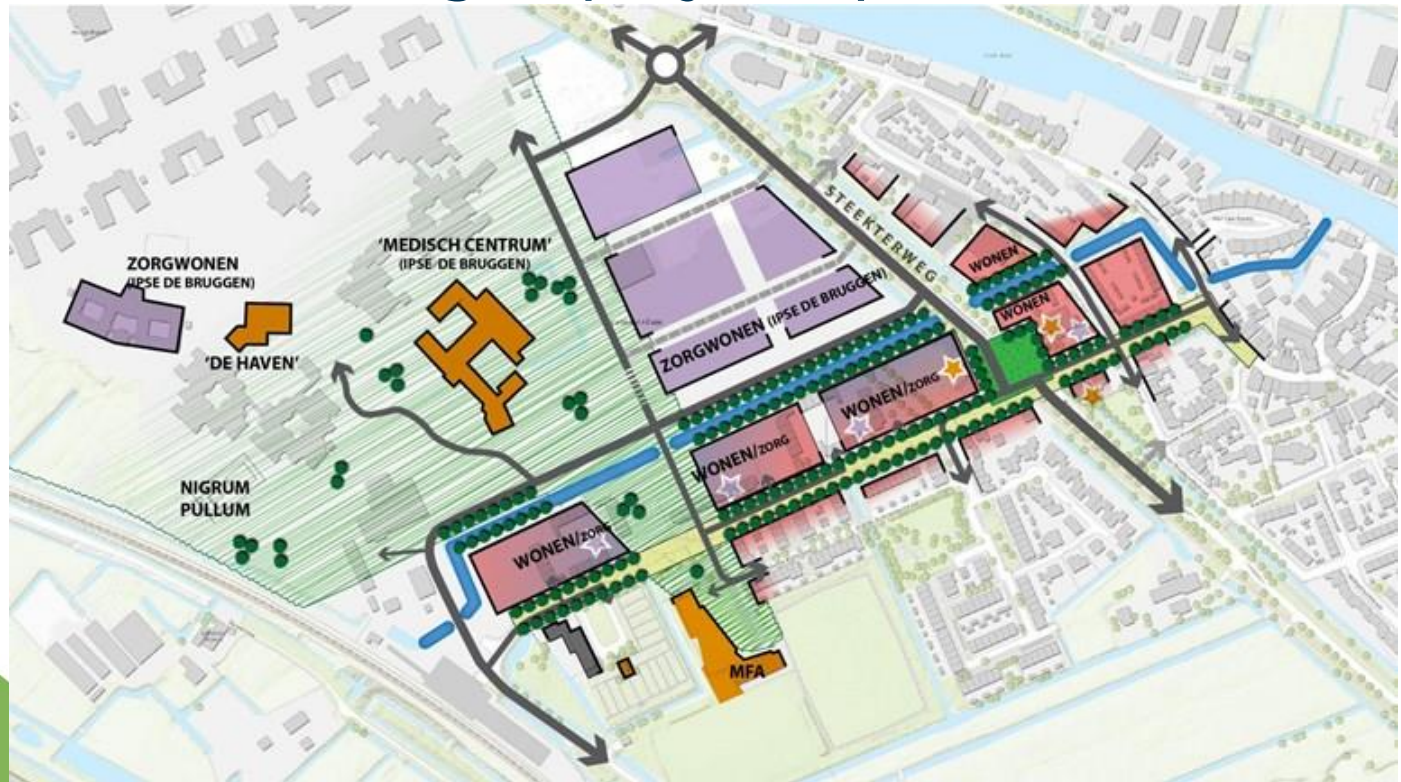 ZORGWONEN
(IPSE DE BRUGGEN)
'DE HAVEN'
'MEDISCH CENTRUM'
(IPSE DE BRUGGEN)
NIGRUM
PULLUM
STEEKTERWEG
ZORGWONEN (IPSE DE BRUGGEN)
WONEN
WONEN
WONEN/ZORG
WONEN/ZORG
WONEN/ZORG
MFA